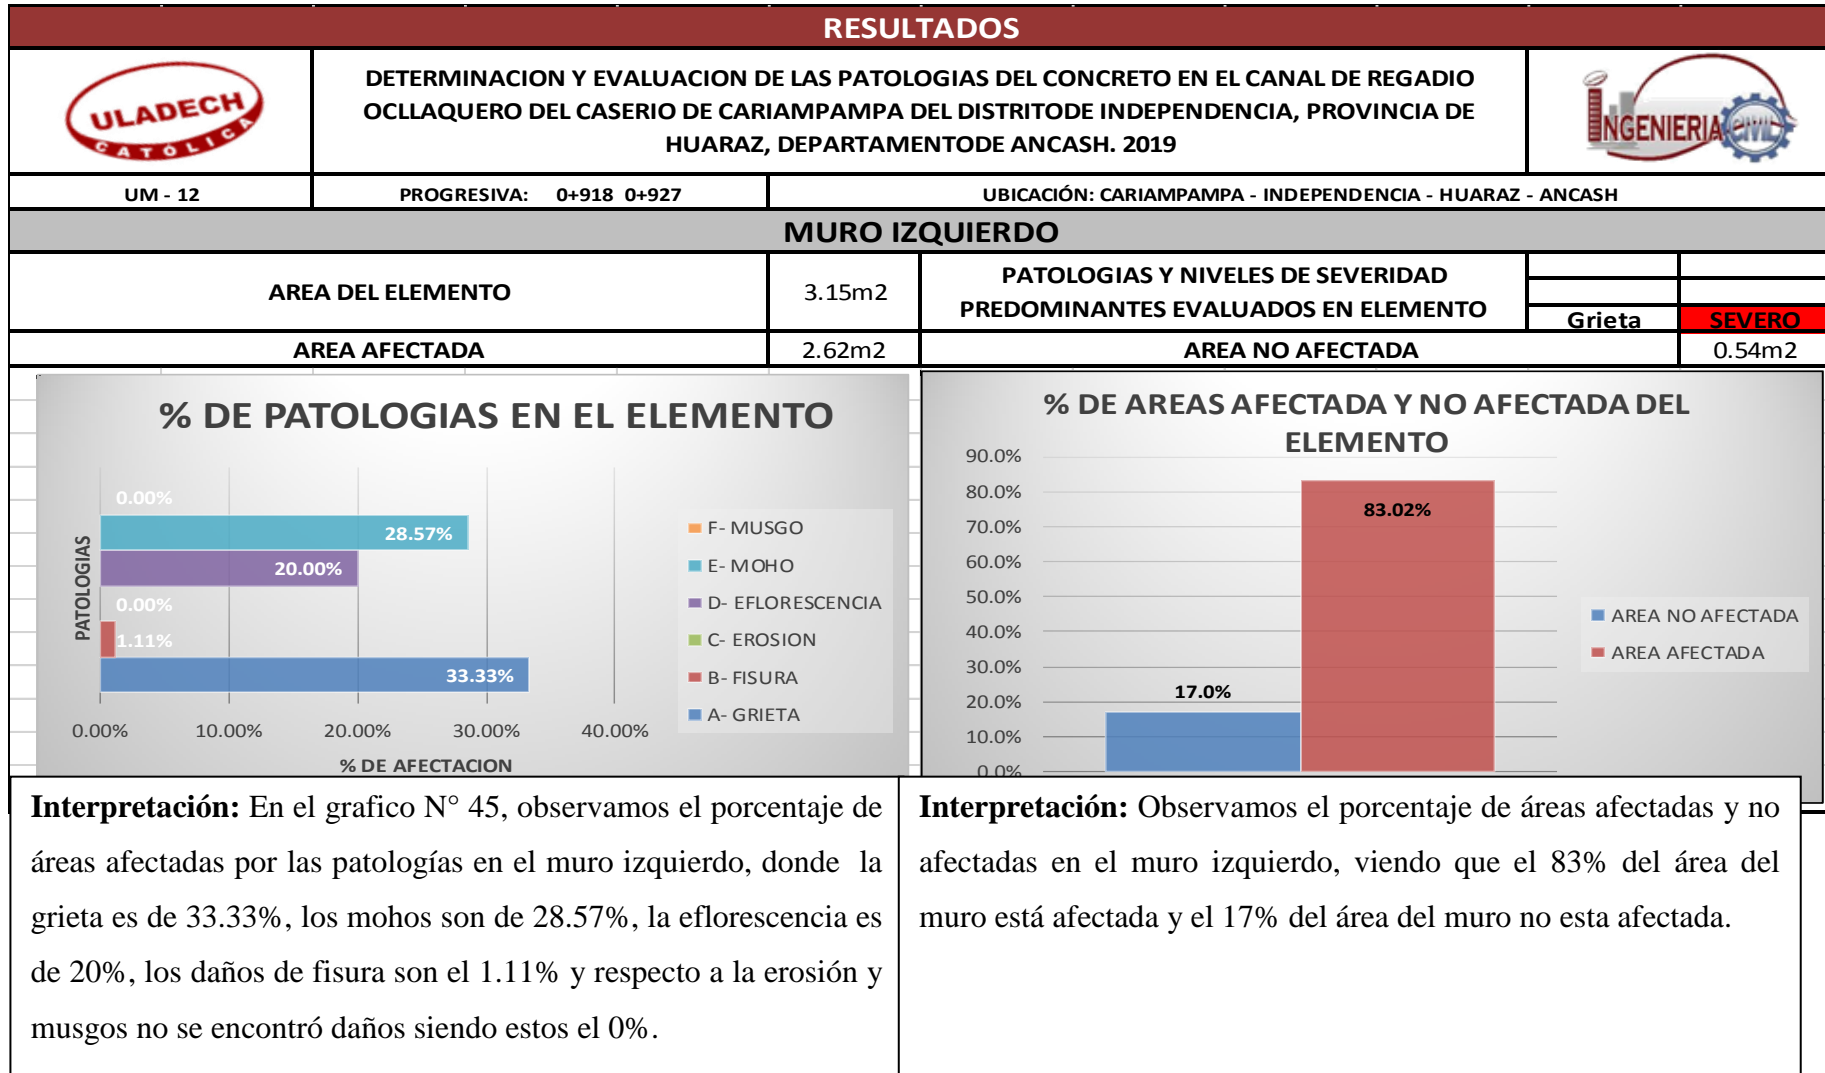 RESULTADOS
ULADECH
CATÓLICA
DETERMINACION Y EVALUACION DE LAS PATOLOGIAS DEL CONCRETO EN EL CANAL DE REGADIO
OCLLAQUERO DEL CASERIO DE CARIAMPAMPA DEL DISTRITODE INDEPENDENCIA, PROVINCIA DE
HUARAZ, DEPARTAMENTODE ANCASH. 2019
INGENIERIA CIVIL
UM - 12
PROGRESIVA: 0+918 0+927
UBICACIÓN: CARIAMPAMPA - INDEPENDENCIA - HUARAZ - ANCASH
MURO IZQUIERDO
AREA DEL ELEMENTO
3.15m2
PATOLOGIAS Y NIVELES DE SEVERIDAD
PREDOMINANTES EVALUADOS EN ELEMENTO
Grieta
SEVERO
AREA AFECTADA
2.62m2
AREA NO AFECTADA
0.54m2
% DE PATOLOGIAS EN EL ELEMENTO
PATOLOGIAS
0.00%
28.57%
20.00%
0.00%
1.11%
33.33%
0.00% 10.00% 20.00% 30.00% 40.00%
% DE AFECTACION
F- MUSGO
E- MOHO
D- EFLORESCENCIA
C- EROSION
B- FISURA
A- GRIETA
% DE AREAS AFECTADA Y NO AFECTADA DEL
ELEMENTO
90.0%
80.0%
70.0%
60.0%
50.0%
40.0%
30.0%
20.0%
10.0%
0.0%
17.0%
83.02%
AREA NO AFECTADA
AREA AFECTADA
Interpretación: En el grafico N° 45, observamos el porcentaje de
áreas afectadas por las patologías en el muro izquierdo, donde la
grieta es de 33.33%, los mohos son de 28.57%, la eflorescencia es
de 20%, los daños de fisura son el 1.11% y respecto a la erosión y
musgos no se encontró daños siendo estos el 0%.
Interpretación: Observamos el porcentaje de áreas afectadas y no
afectadas en el muro izquierdo, viendo que el 83% del área del
muro está afectada y el 17% del área del muro no esta afectada.